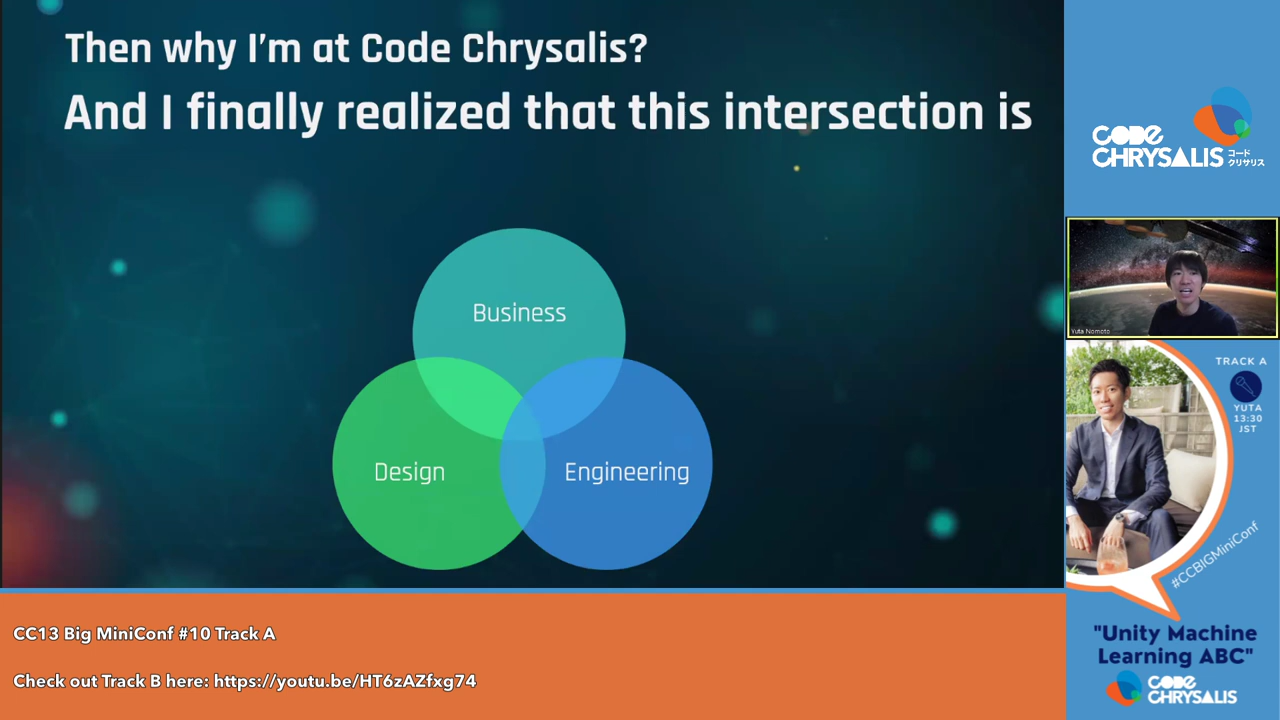 Then why I'm at Code Chrysalis?
And I finally realized that this intersection is
Business
Design
Engineering
CODE
CHRYSALIS
コード
クリサリス
Yuta Nomoto
TRACK A
YUTA
13:30
JST
#CCBIGMiniConf
"Unity Machine
Learning ABC"
CODE
CHRYSALIS
CC13 Big MiniConf #10 Track A
Check out Track B here: https://youtu.be/HT6zAZfxg74